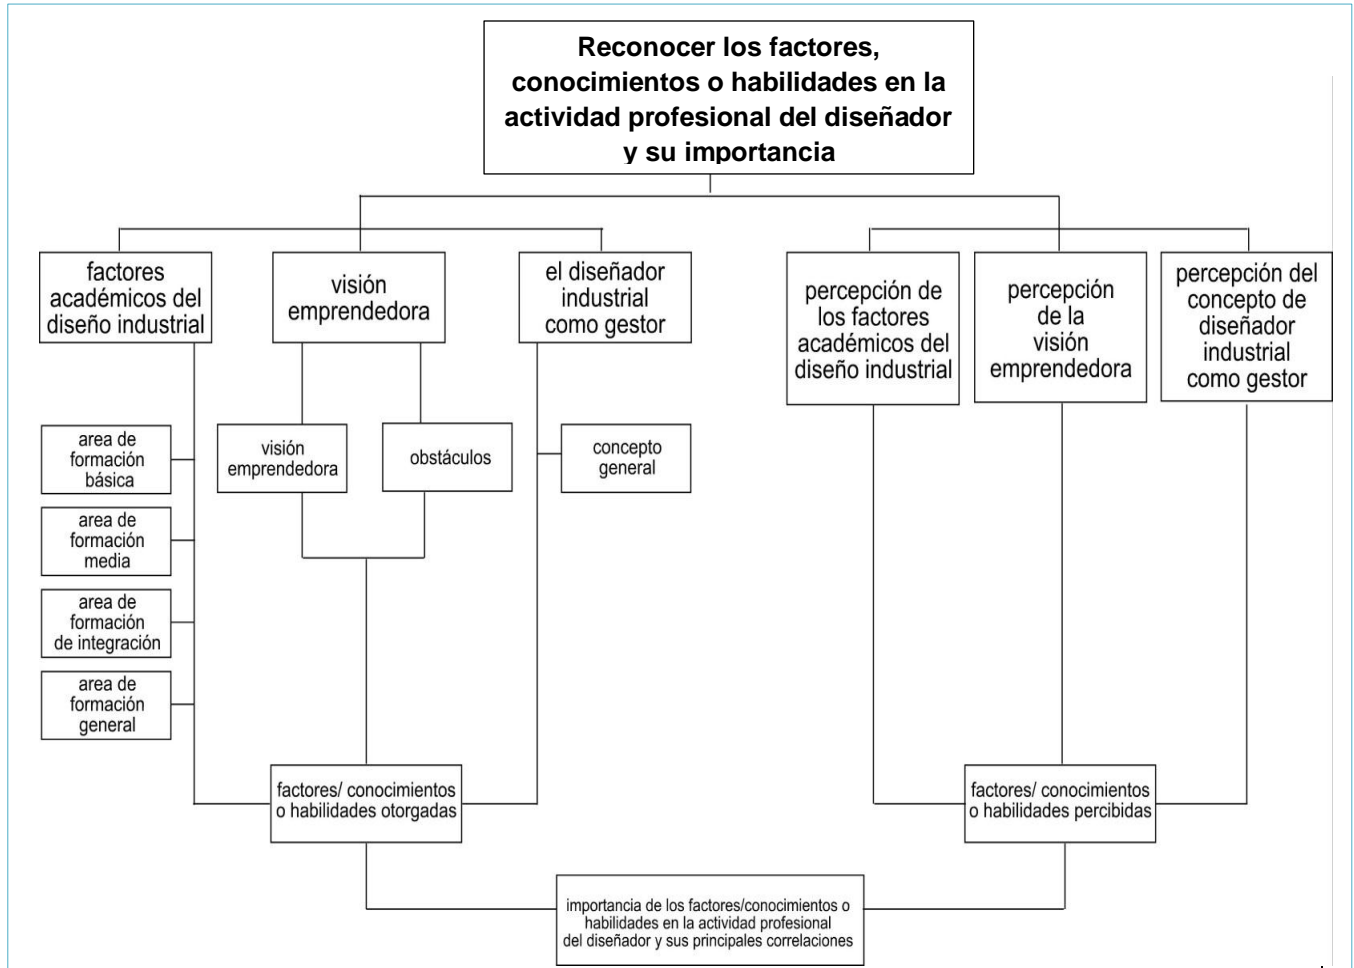 Reconocer los factores,
conocimientos o habilidades en la
actividad profesional del diseñador
y su importancia
factores
académicos del
diseño industrial
visión
emprendedora
el diseñador
industrial
como gestor
percepción de
los factores
académicos del
diseño industrial
percepción
de la
visión
emprendedora
percepción del
concepto de
diseñador
industrial
como gestor
area de
formación
básica
visión
emprendedora
obstáculos
concepto
general
area de
formación
media
area de
formación
de integración
area de
formación
general
factores/ conocimientos
o habilidades otorgadas
factores/ conocimientos
o habilidades percibidas
importancia de los factores/conocimientos o
habilidades en la actividad profesional
del diseñador y sus principales correlaciones